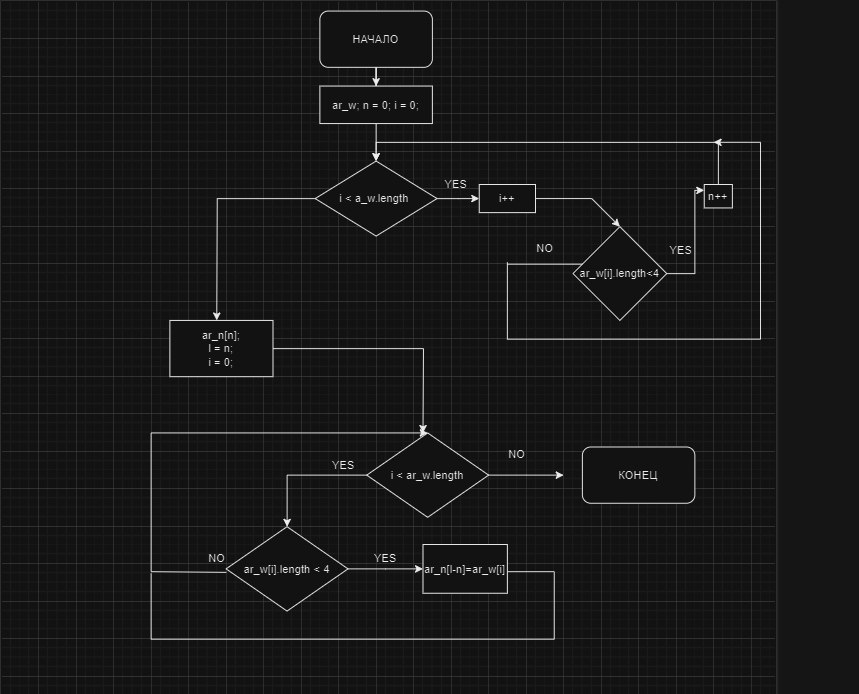 НАЧАЛО
ar_w; n = 0; i = 0;
i < a_w.length
YES
i++
n++
NO
ar_w[i].length<4
YES
ar_n[n];
l = n;
i = 0;
i < ar_w.length
YES
NO
КОНЕЦ
NO
ar_w[i].length < 4
YES
ar_n[l-n]=ar_w[i]